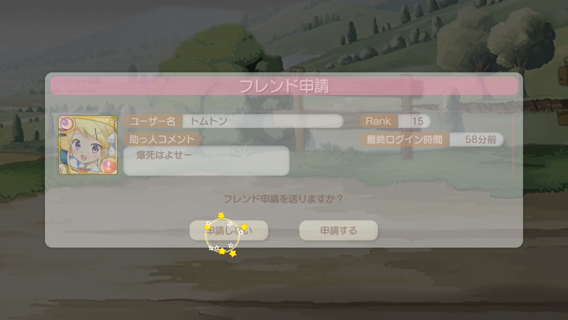 フレンド申請
ユーザー名 トムトン Rank 15
助っ人コメント 最終ログイン時間 58分前
爆死はよせー
フレンド申請を送りますか？
申請しない 申請する